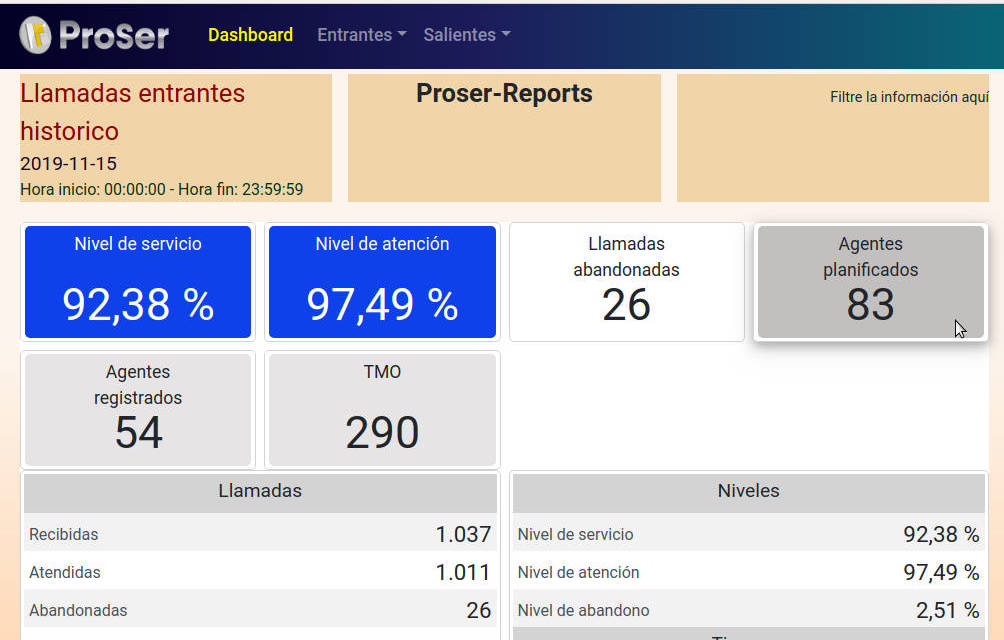 ProSer Dashboard Entrantes Salientes
Llamadas entrantes
historico
2019-11-15
Hora inicio: 00:00:00 - Hora fin: 23:59:59
Proser-Reports
Filtre la información aquí
Nivel de servicio
92,38 %
Nivel de atención
97,49 %
Llamadas
abandonadas
26
Agentes
planificados
83
Agentes
registrados
54
TMO
290
Llamadas
Recibidas 1.037
Atendidas 1.011
Abandonadas 26
Niveles
Nivel de servicio 92,38 %
Nivel de atención 97,49 %
Nivel de abandono 2,51 %